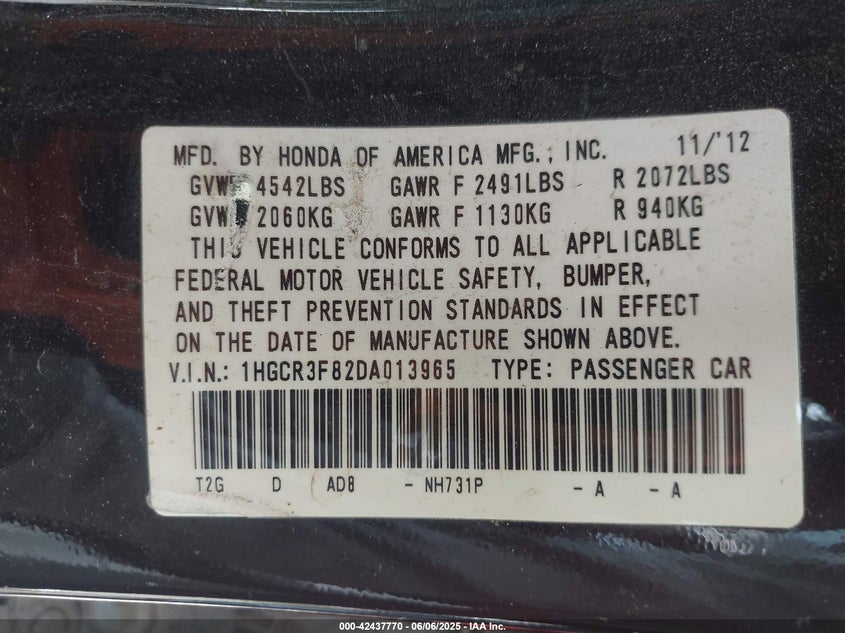 MFD. BY HONDA OF AMERICA MFG., INC. 11/'12
4542LBS GAWR F 2491LBS R 2072LBS
2060KG GAWR F 1130KG R 940KG
THIS VEHICLE CONFORMS TO ALL APPLICABLE
FEDERAL MOTOR VEHICLE SAFETY, BUMPER,
AND THEFT PREVENTION STANDARDS IN EFFECT
ON THE DATE OF MANUFACTURE SHOWN ABOVE.
V.I.N.: 1HGCR3F82DA013965 TYPE: PASSENGER CAR
T2G D AD8 - NH731P - A - A
000-42437770 - 06/06/2025 - IAA Inc.